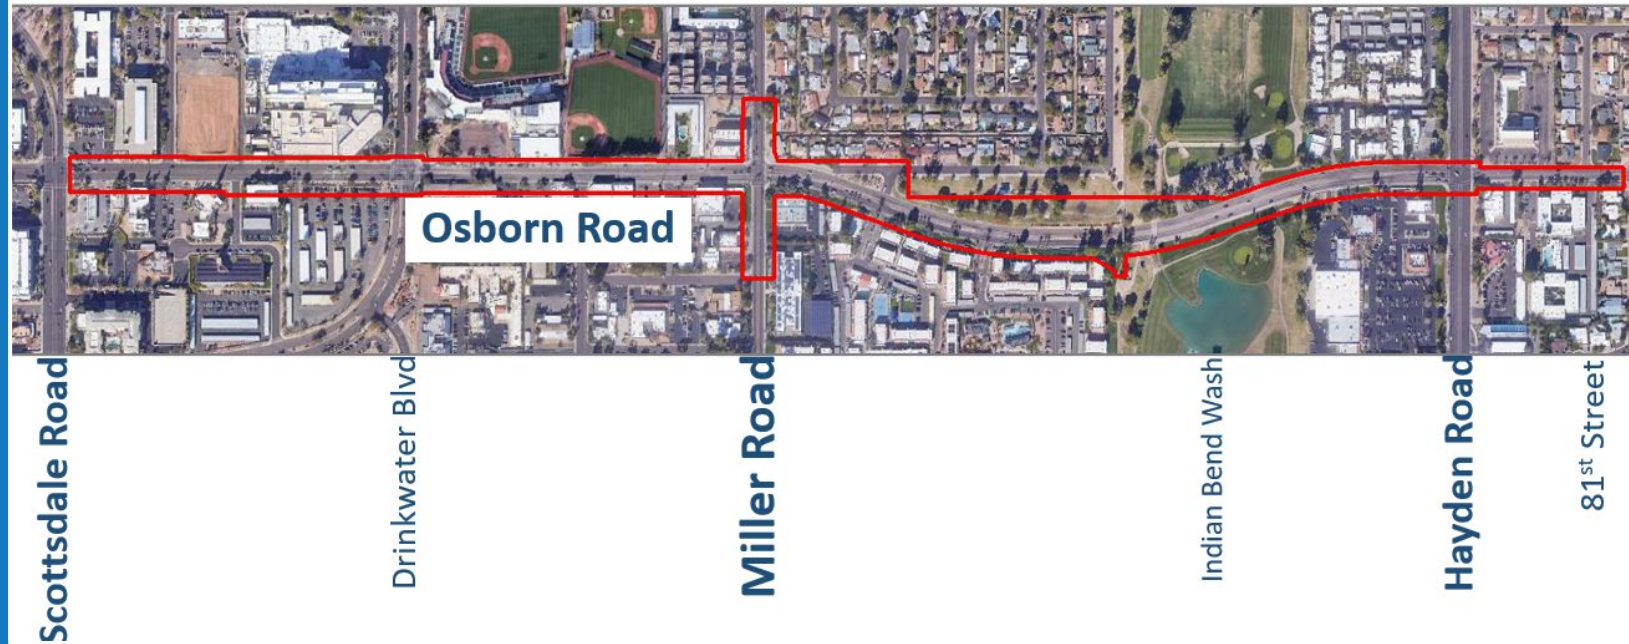 Osborn Road
Scottsdale Road
Drinkwater Blvd
Miller Road
Indian Bend Wash
Hayden Road
81st Street